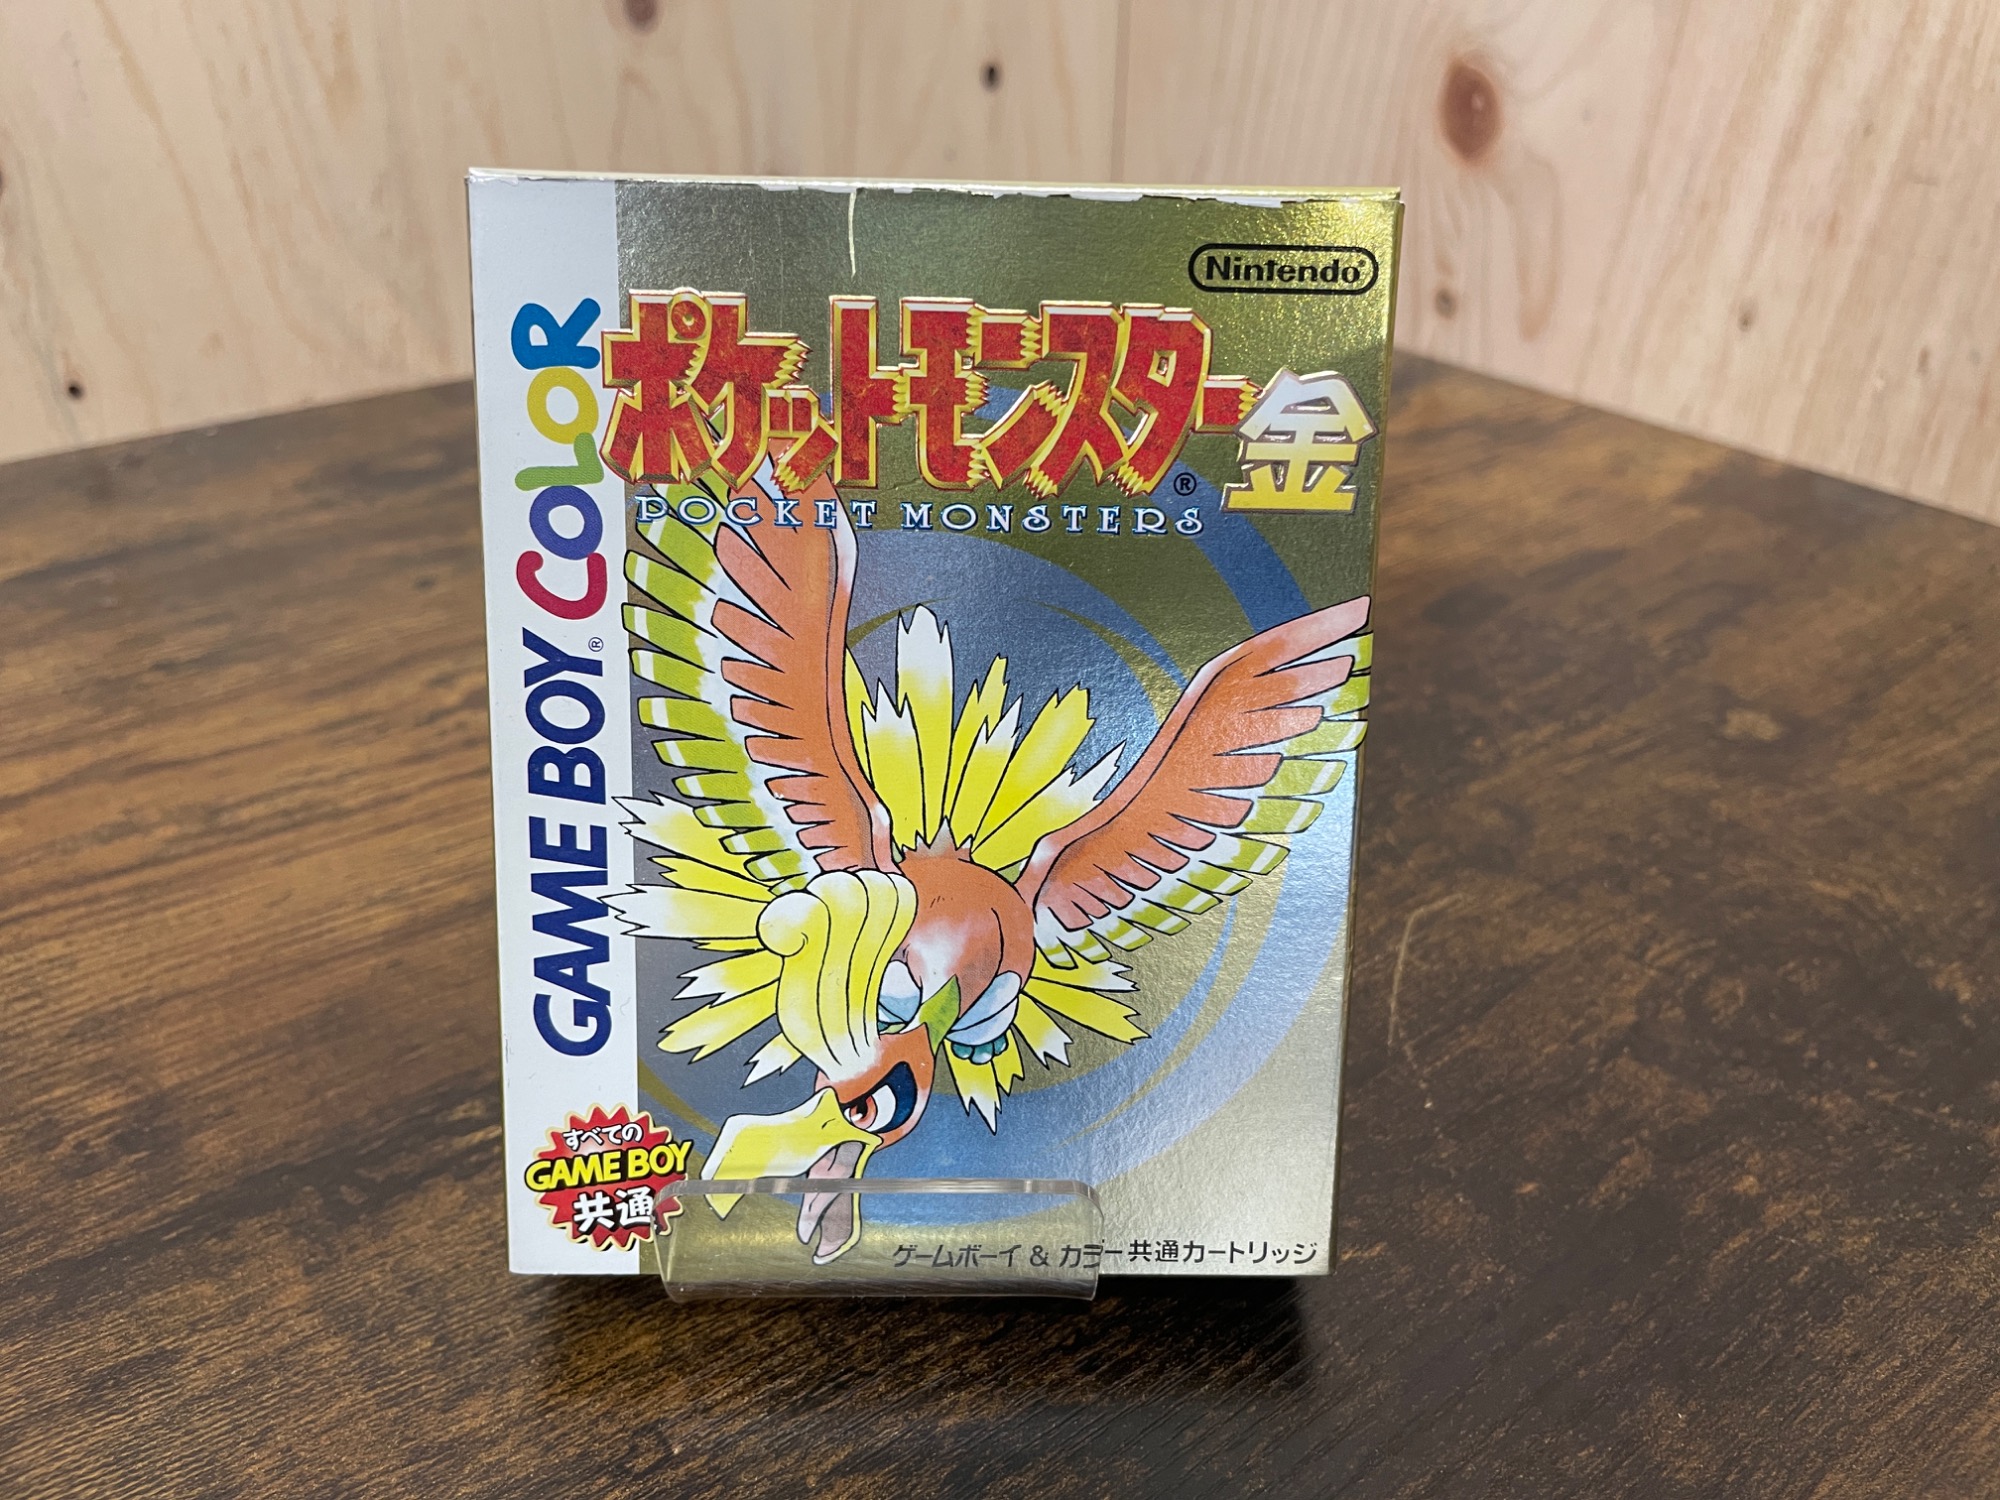 Nintendo®
ポケットモンスター金
®
POCKET MONSTERS
GAME BOY COLOR
®
すべての
GAME BOY
共通
ゲームボーイ & カラー共通カートリッジ